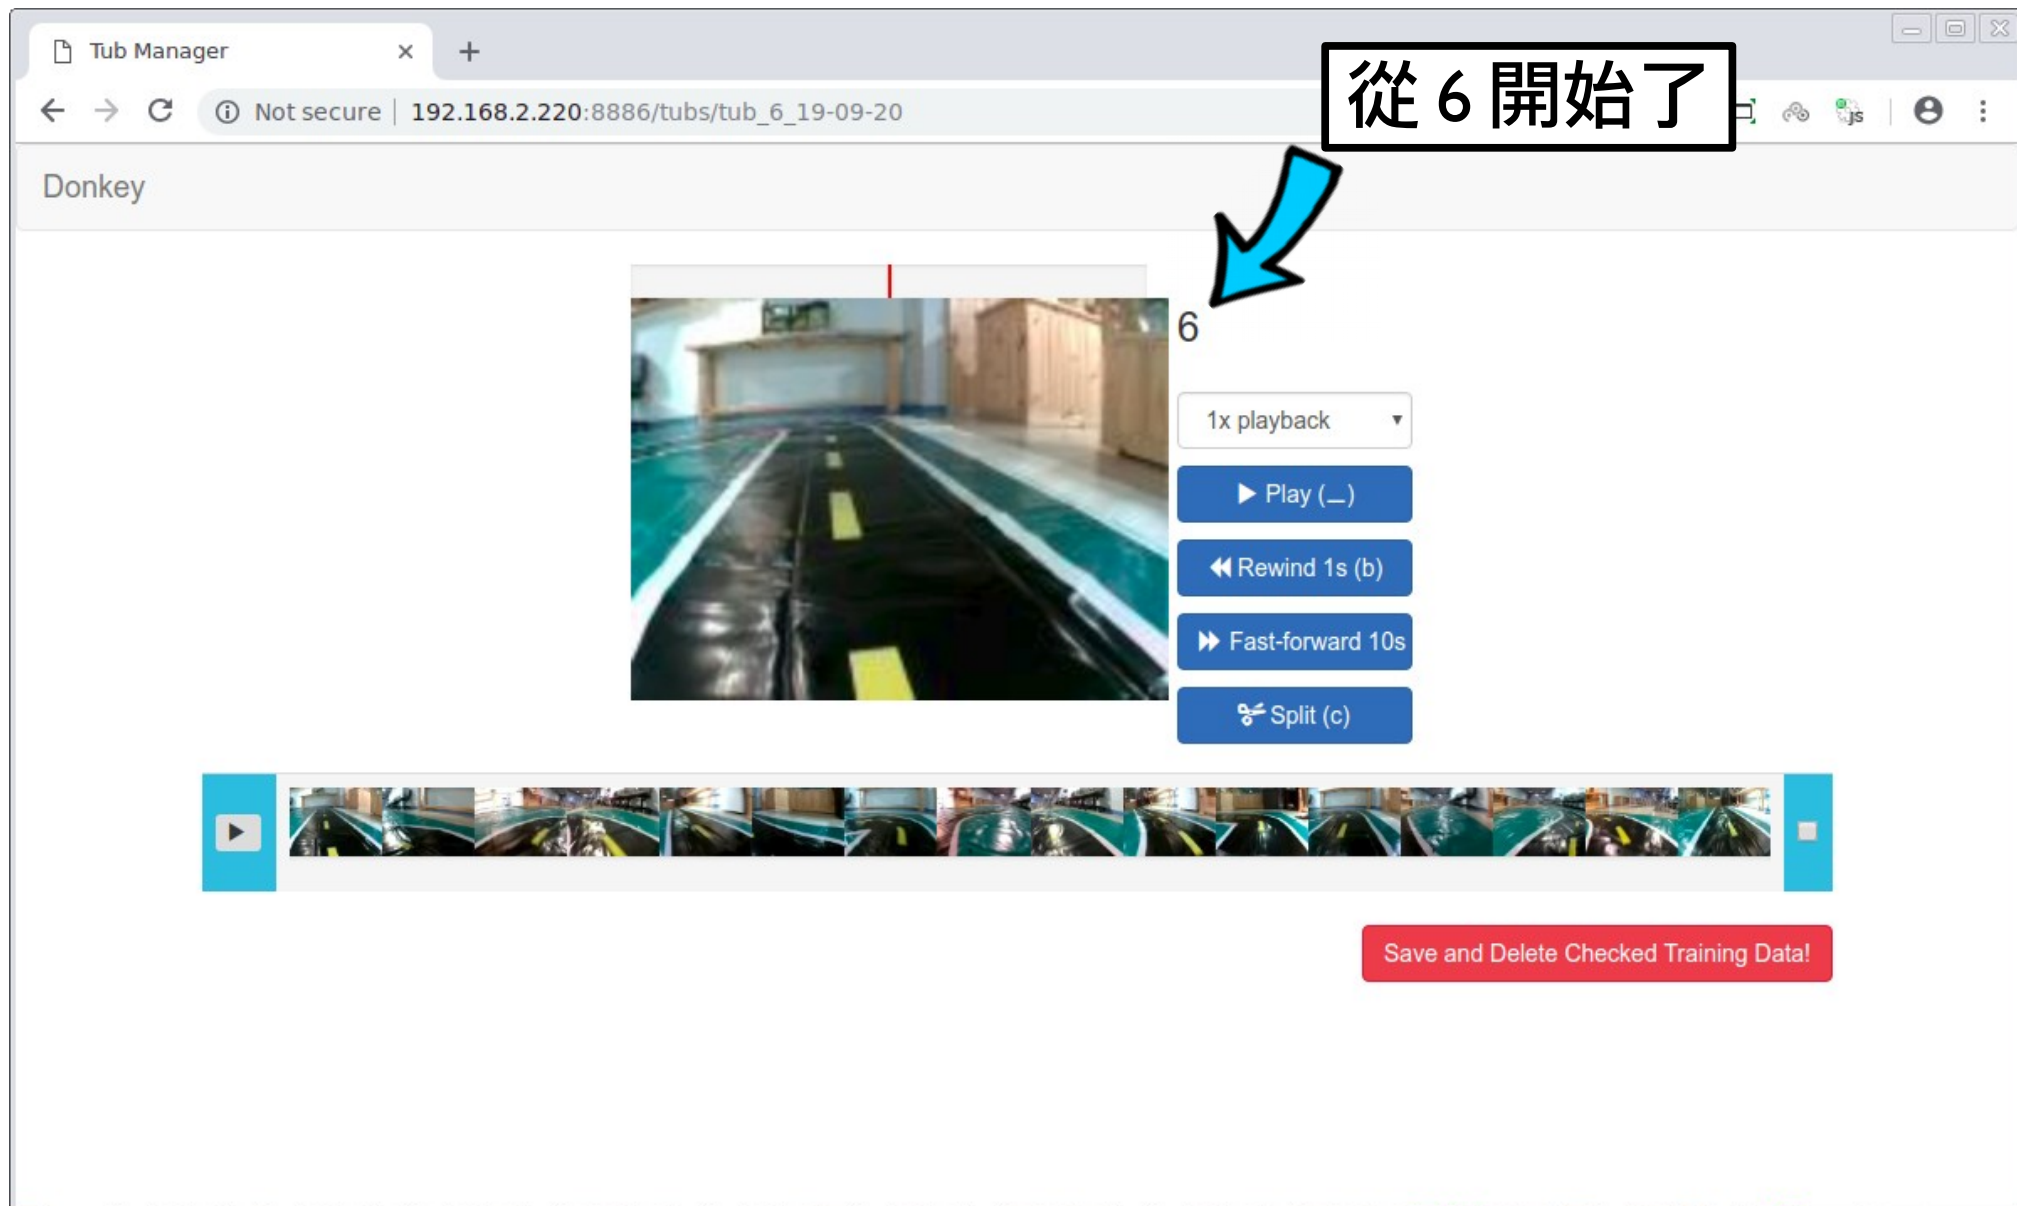 Tub Manager
Not secure | 192.168.2.220:8886/tubs/tub_6_19-09-20
從 6 開始了
JS
Donkey
6
1x playback
Play (_)
Rewind 1s (b)
Fast-forward 10s
Split (c)
Save and Delete Checked Training Data!